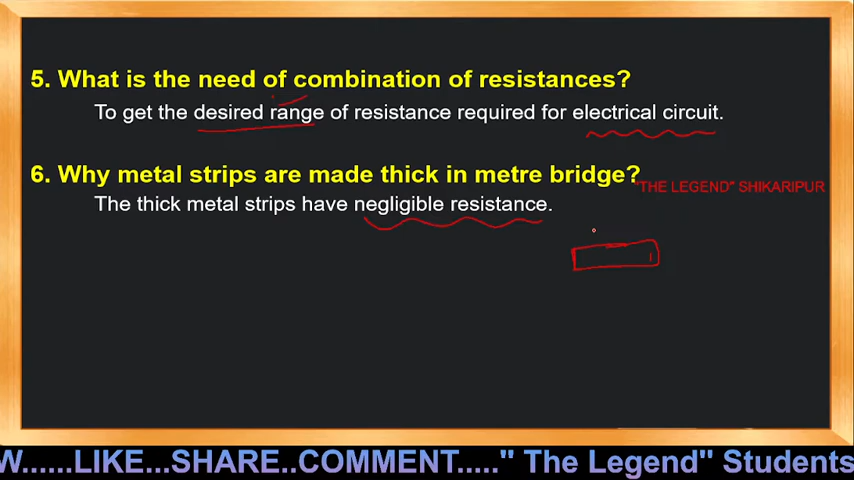 5. What is the need of combination of resistances?
To get the desired range of resistance required for electrical circuit.
6. Why metal strips are made thick in metre bridge?
"THE LEGEND" SHIKARIPUR
The thick metal strips have negligible resistance.
W......LIKE...SHARE..COMMENT....." The Legend" Students